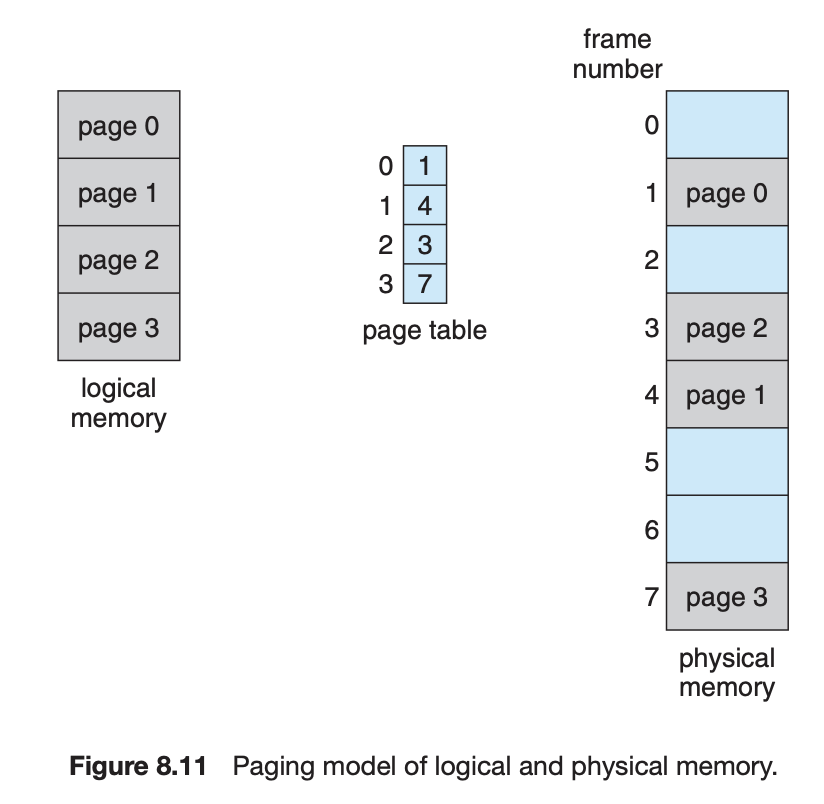 page 0
page 1
page 2
page 3
logical
memory
0 1
1 4
2 3
3 7
page table
frame
number
0
1 page 0
2
3 page 2
4 page 1
5
6
7 page 3
physical
memory
Figure 8.11 Paging model of logical and physical memory.